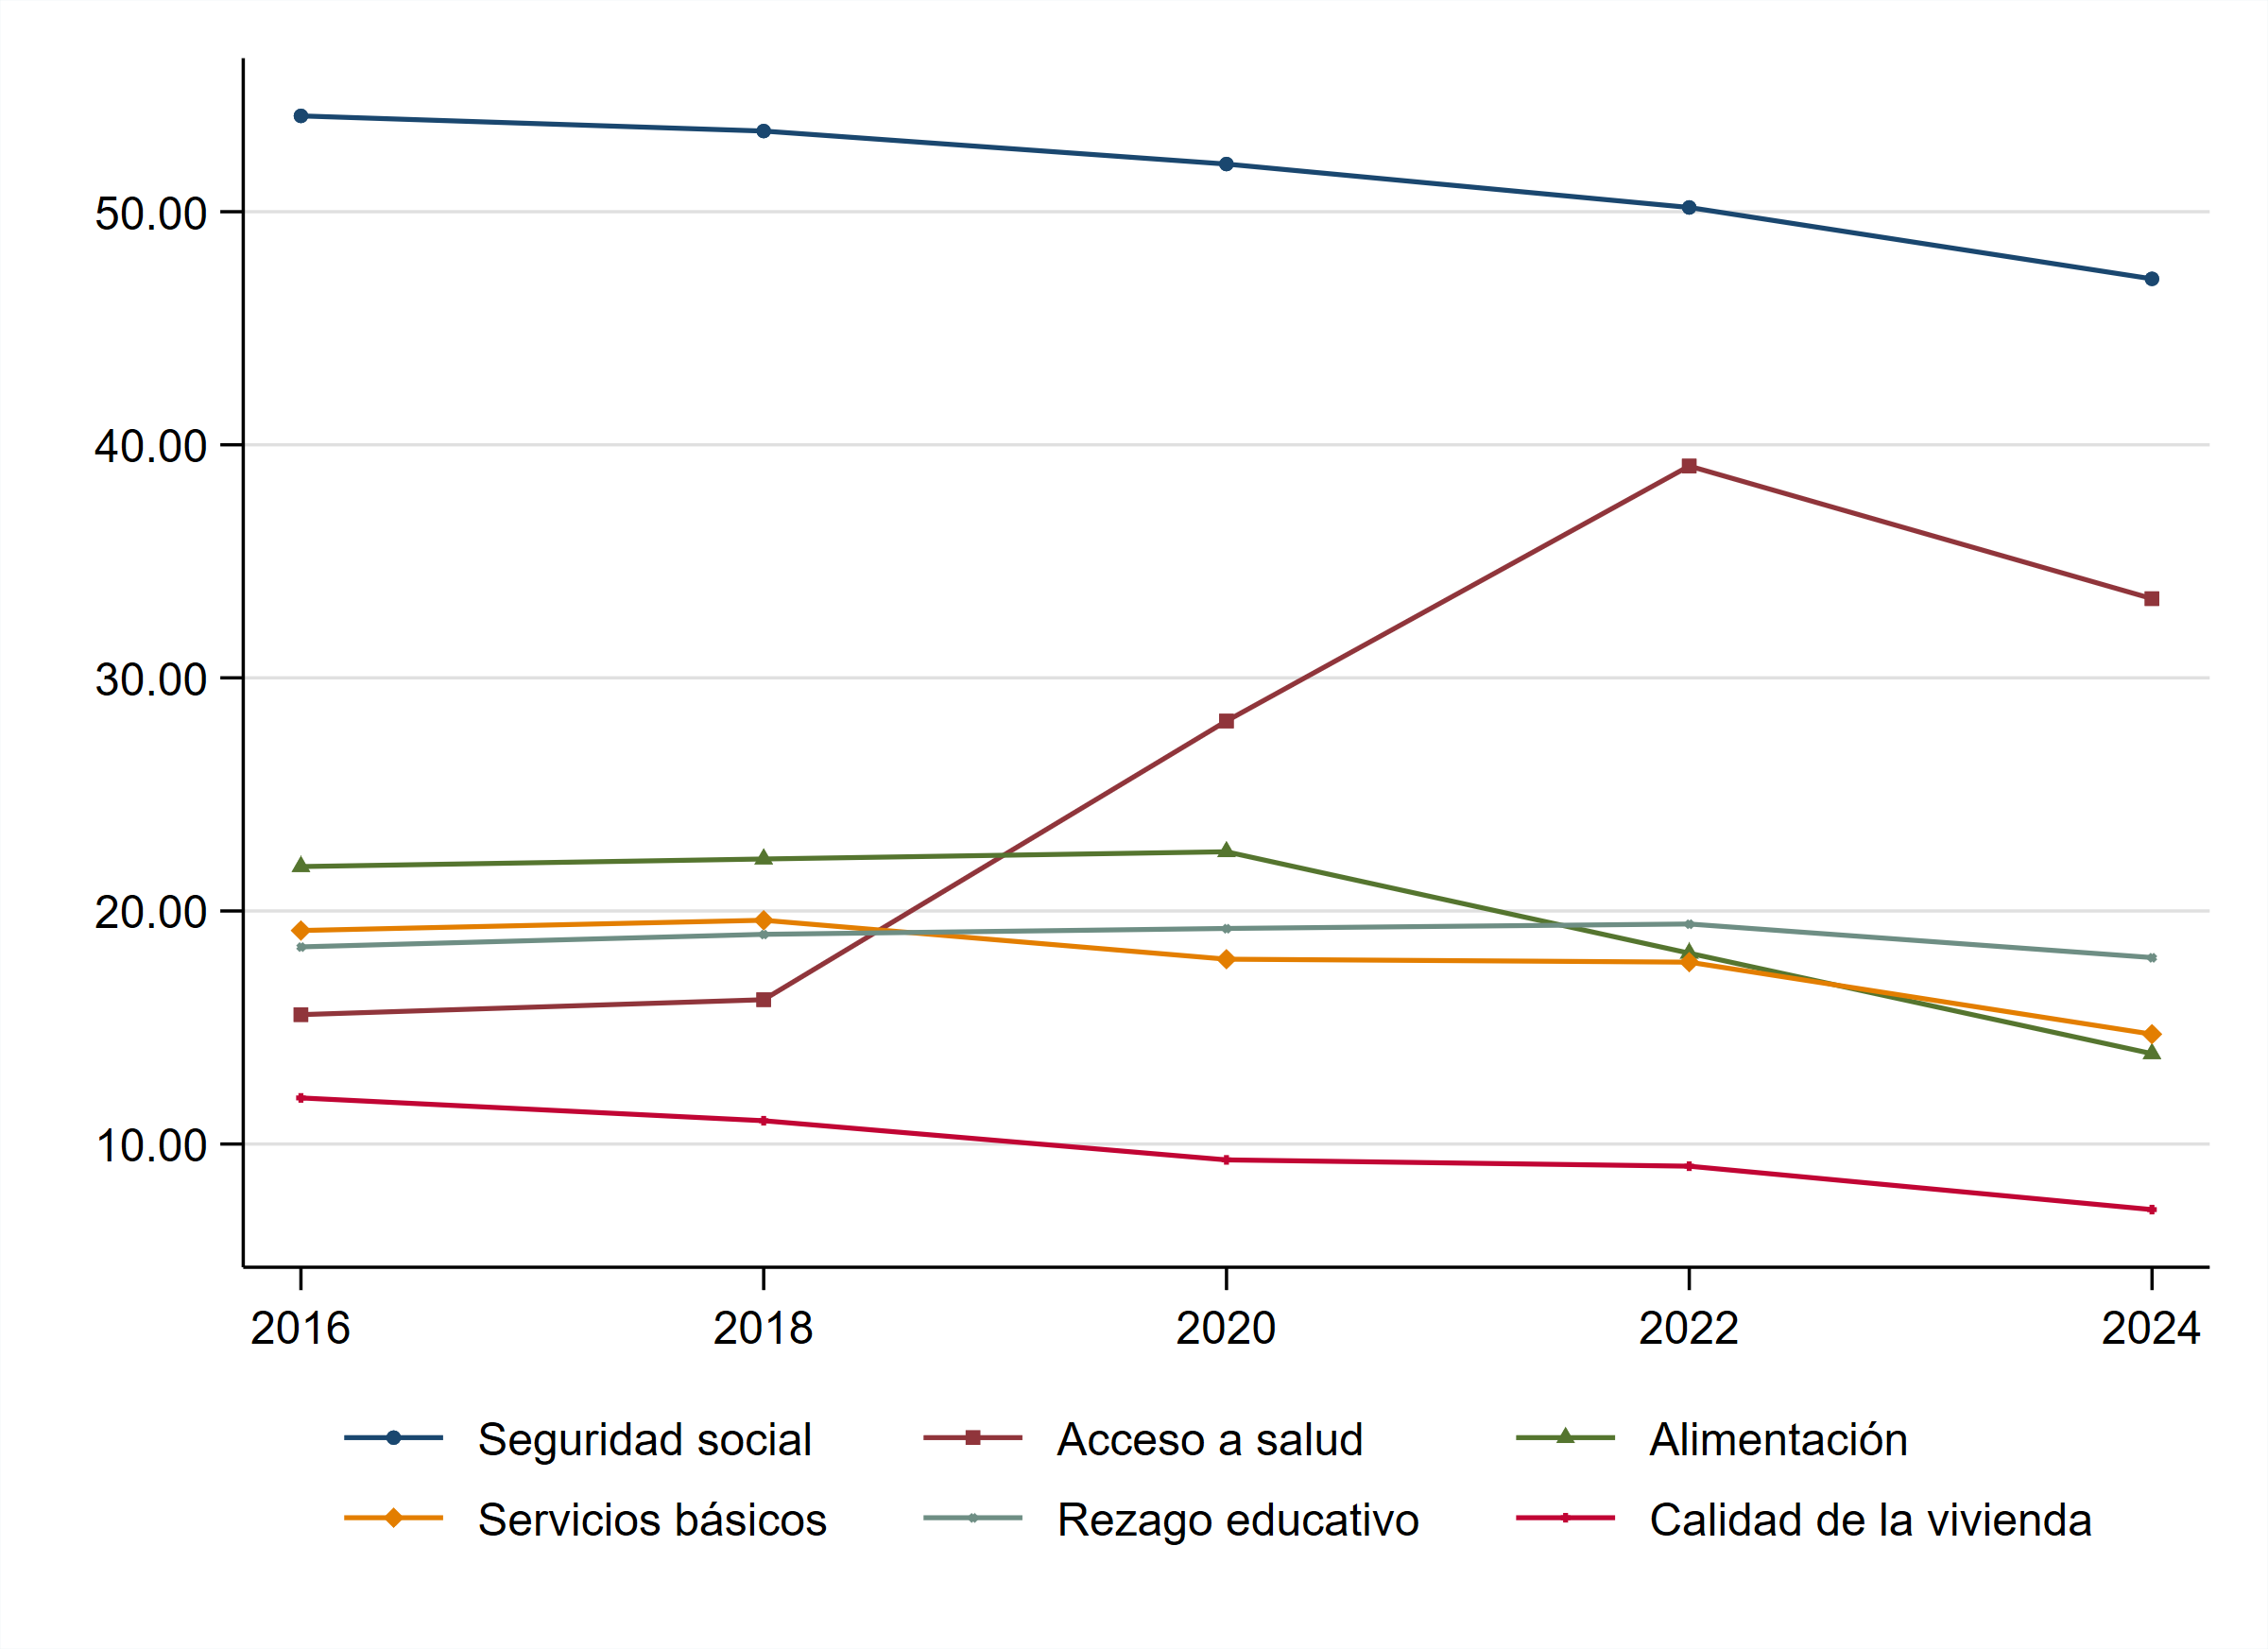 50.00
40.00
30.00
20.00
10.00
2016 2018 2020 2022 2024
Seguridad social Acceso a salud Alimentación
Servicios básicos Rezago educativo Calidad de la vivienda